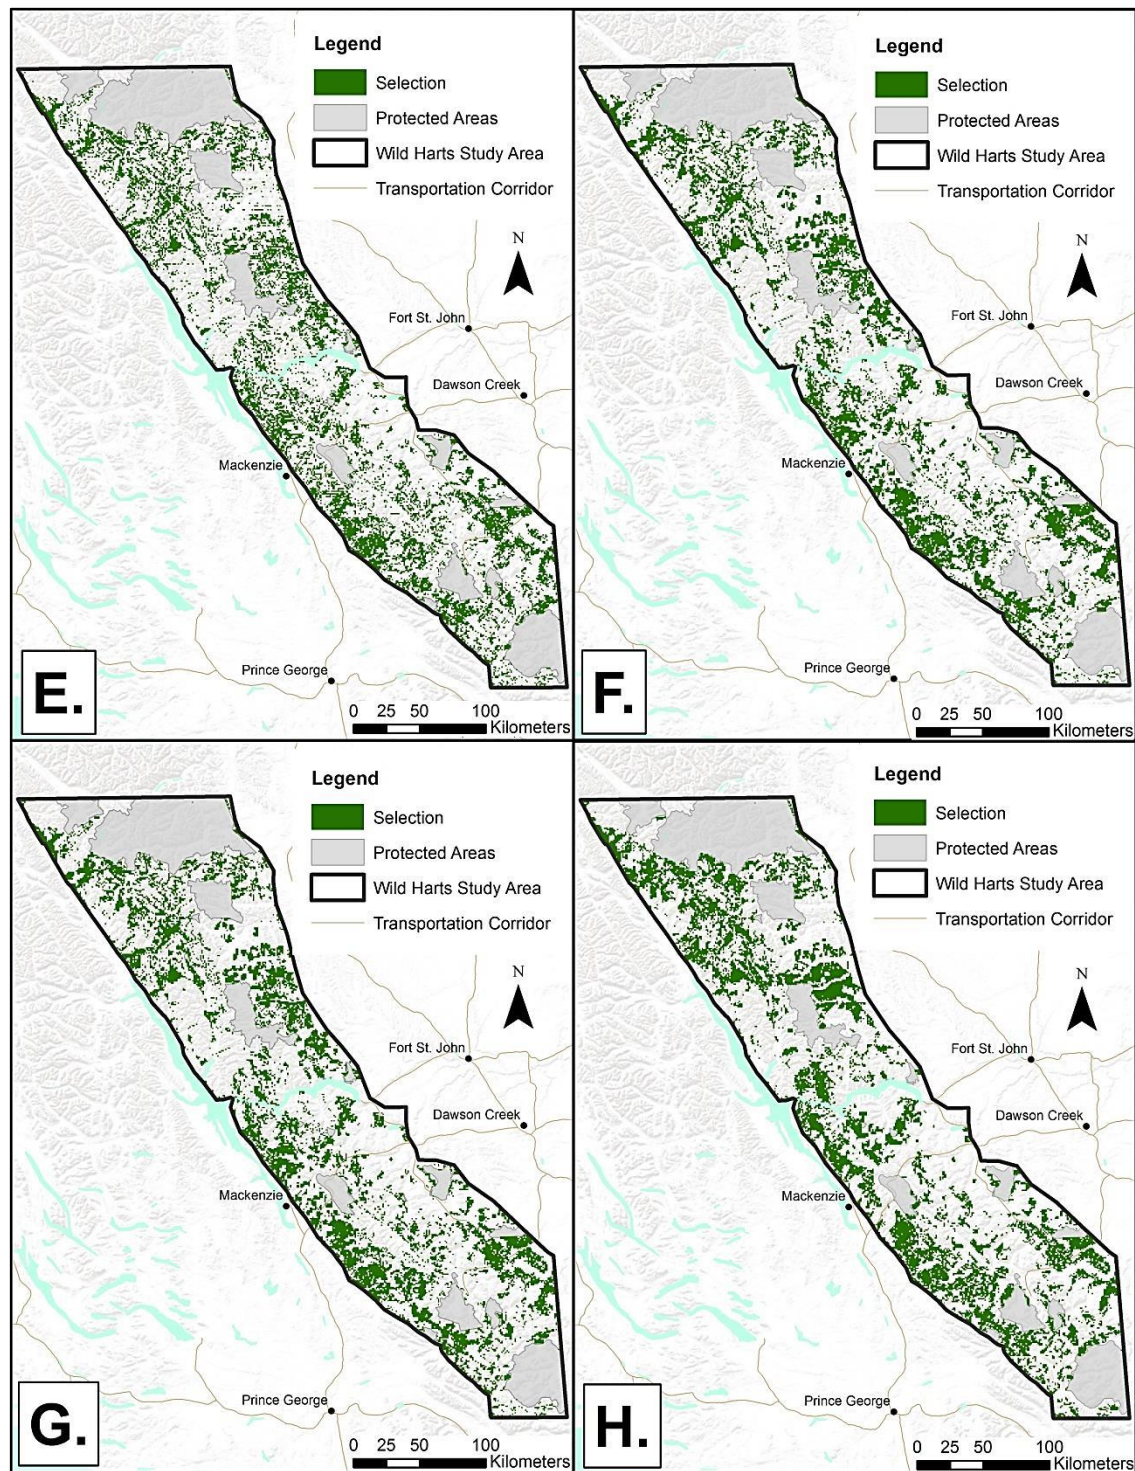 Legend
Selection
Protected Areas
Wild Harts Study Area
Transportation Corridor
N
Fort St. John
Dawson Creek
Mackenzie
Prince George
E.
0 25 50 100
Kilometers
Legend
Selection
Protected Areas
Wild Harts Study Area
Transportation Corridor
N
Fort St. John
Dawson Creek
Mackenzie
Prince George
F.
0 25 50 100
Kilometers
Legend
Selection
Protected Areas
Wild Harts Study Area
Transportation Corridor
N
Fort St. John
Dawson Creek
Mackenzie
Prince George
G.
0 25 50 100
Kilometers
Legend
Selection
Protected Areas
Wild Harts Study Area
Transportation Corridor
N
Fort St. John
Dawson Creek
Mackenzie
Prince George
H.
0 25 50 100
Kilometers